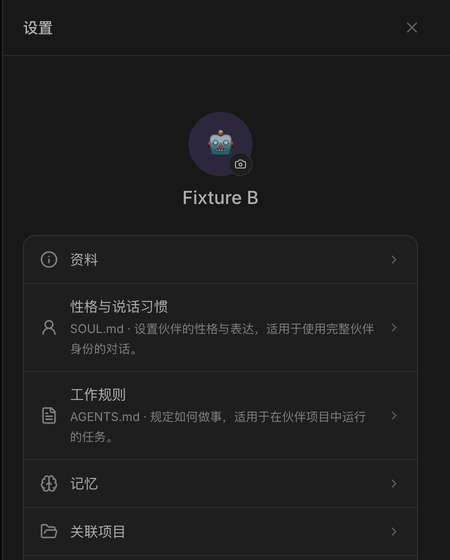 设置
Fixture B
资料
性格与说话习惯
SOUL.md · 设置伙伴的性格与表达，适用于使用完整伙伴
身份的对话。
工作规则
AGENTS.md · 规定如何做事，适用于在伙伴项目中运行
的任务。
记忆
关联项目